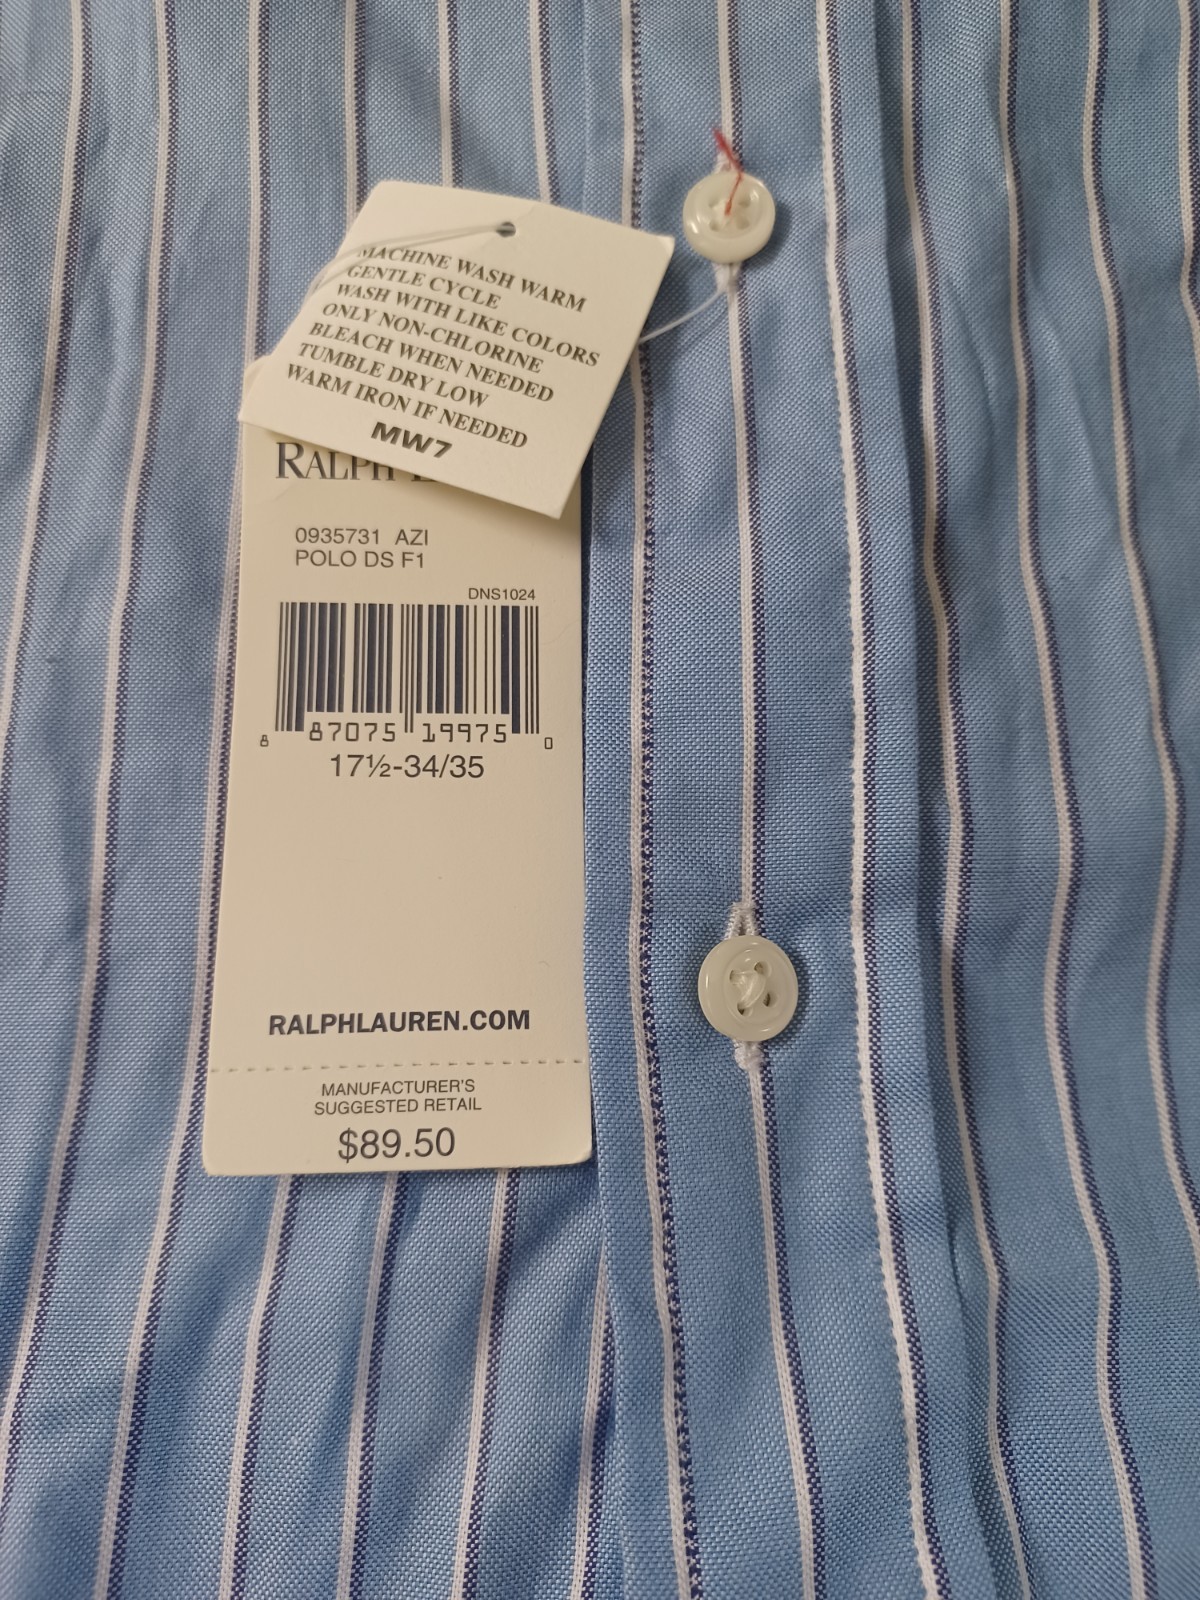 MACHINE WASH WARM
GENTLE CYCLE
WASH WITH LIKE COLORS
ONLY NON-CHLORINE
BLEACH WHEN NEEDED
TUMBLE DRY LOW
WARM IRON IF NEEDED
MW7
RALPH
0935731 AZI
POLO DS F1
DNS1024
8 87075 19975 0
17½-34/35
RALPHLAUREN.COM
MANUFACTURER'S
SUGGESTED RETAIL
$89.50